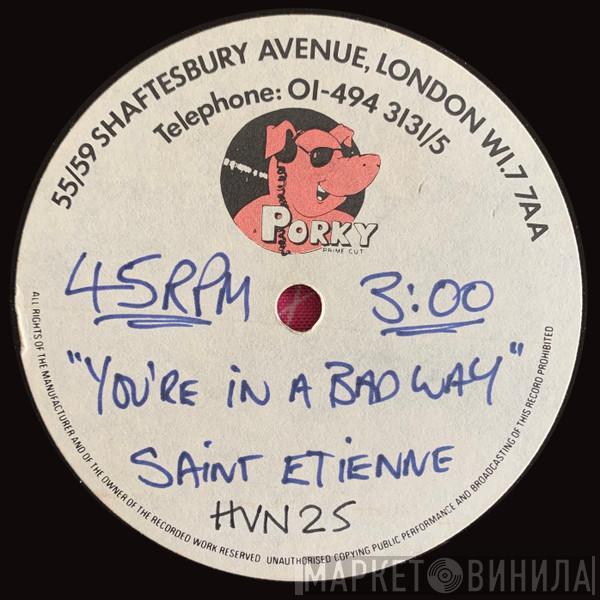 55/59 SHAFTESBURY AVENUE, LONDON W1.7 7AA
Telephone: 01-494 3131/5
PORKY
PRIME CUT
45RPM 3:00
"YOU'RE IN A BAD WAY"
SAINT ETIENNE
HVN25
ALL RIGHTS OF THE MANUFACTURER AND OF THE OWNER OF THE RECORDED WORK RESERVED UNAUTHORISED COPYING PUBLIC PERFORMANCE AND BROADCASTING OF THIS RECORD PROHIBITED
МАРКЕТ ВИНИЛА